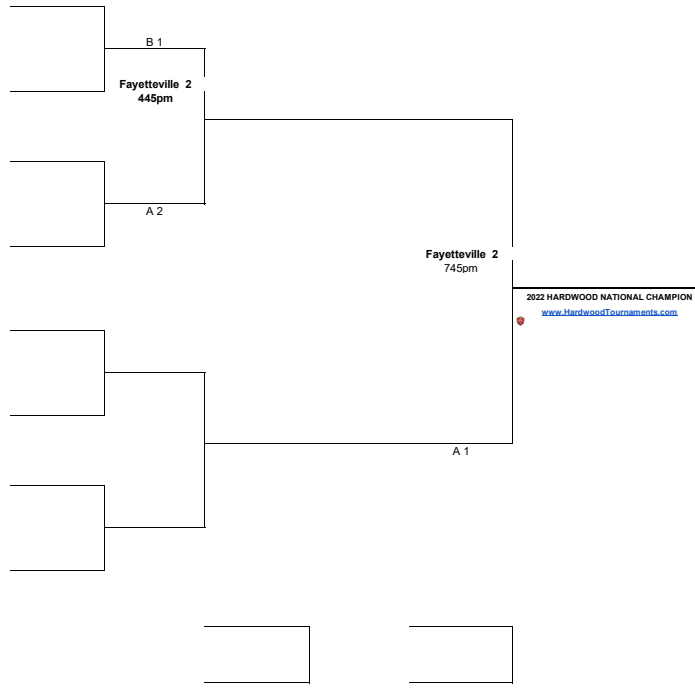 B 1
Fayetteville 2
445pm
A 2
Fayetteville 2
745pm
2022 HARDWOOD NATIONAL CHAMPION
www.HardwoodTournaments.com
A 1